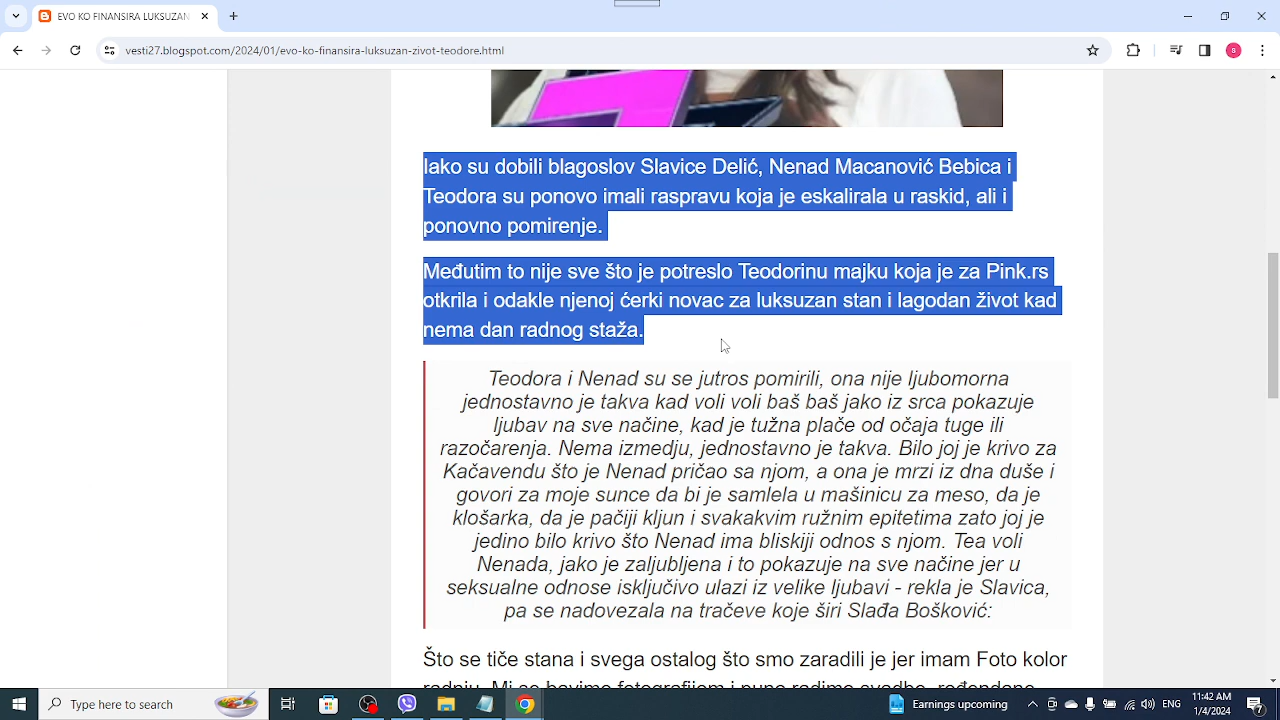 EVO KO FINANSIRA LUKSUZAN
vesti27.blogspot.com/2024/01/evo-ko-finansira-luksuzan-zivot-teodore.html
s
Iako su dobili blagoslov Slavice Delić, Nenad Macanović Bebica i
Teodora su ponovo imali raspravu koja je eskalirala u raskid, ali i
ponovno pomirenje.
Međutim to nije sve što je potreslo Teodorinu majku koja je za Pink.rs
otkrila i odakle njenoj ćerki novac za luksuzan stan i lagodan život kad
nema dan radnog staža.
Teodora i Nenad su se jutros pomirili, ona nije ljubomorna
jednostavno je takva kad voli voli baš baš jako iz srca pokazuje
ljubav na sve načine, kad je tužna plače od očaja tuge ili
razočarenja. Nema izmedju, jednostavno je takva. Bilo joj je krivo za
Kačavendu što je Nenad pričao sa njom, a ona je mrzi iz dna duše i
govori za moje sunce da bi je samlela u mašinicu za meso, da je
klošarka, da je pačiji kljun i svakakvim ružnim epitetima zato joj je
jedino bilo krivo što Nenad ima bliskiji odnos s njom. Tea voli
Nenada, jako je zaljubljena i to pokazuje na sve načine jer u
seksualne odnose isključivo ulazi iz velike ljubavi - rekla je Slavica,
pa se nadovezala na tračeve koje širi Slađa Bošković:
Što se tiče stana i svega ostalog što smo zaradili je jer imam Foto kolor
radnju. Mi se bavimo fotografijom i puno radimo svadbe, rođendone
Type here to search
Earnings upcoming
ENG
11:42 AM
1/4/2024